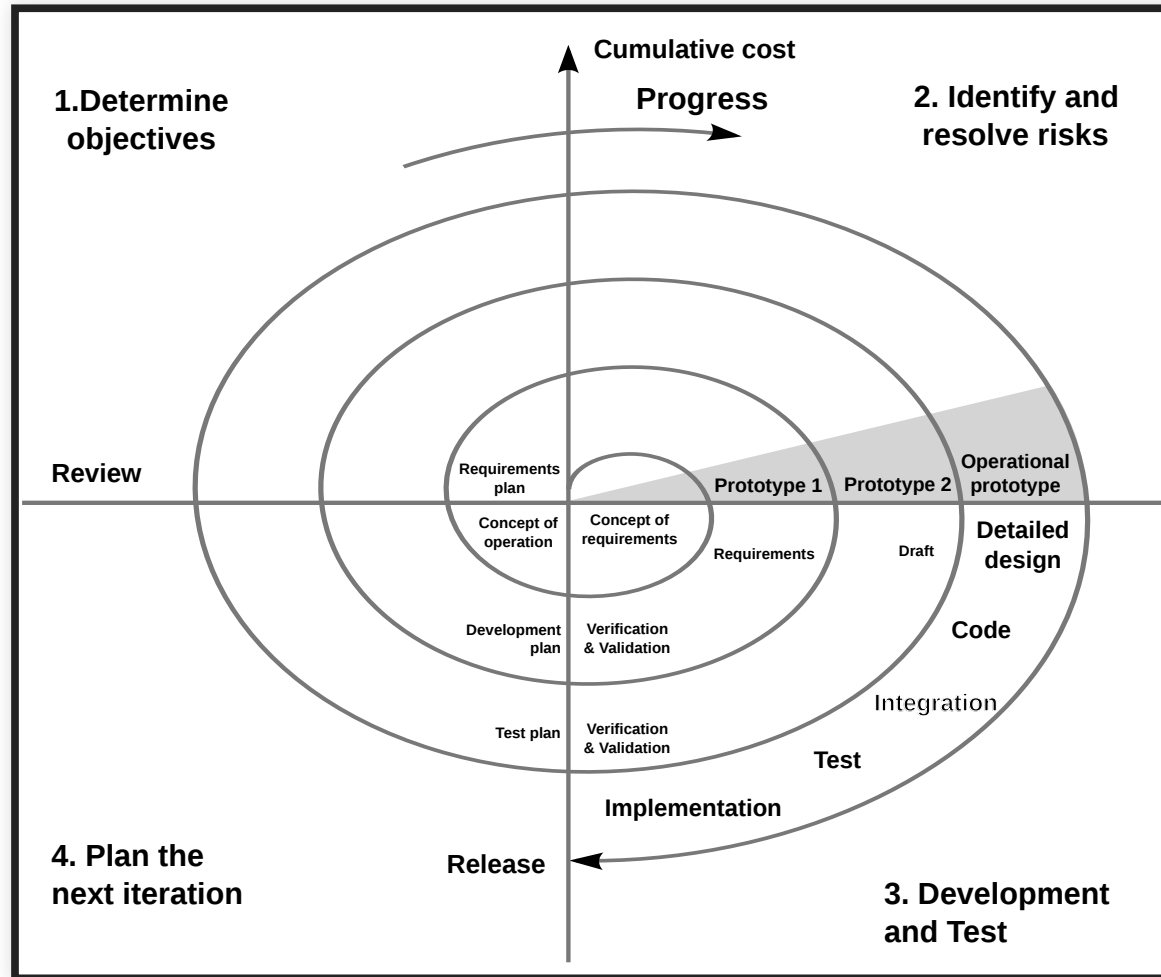 Cumulative cost
Progress
1.Determine
objectives
2. Identify and
resolve risks
Review
Requirements
plan
Prototype 1
Prototype 2
Operational
prototype
Concept of
operation
Concept of
requirements
Requirements
Draft
Detailed
design
Development
plan
Verification
& Validation
Code
Integration
Test plan
Verification
& Validation
Test
Implementation
Release
4. Plan the
next iteration
3. Development
and Test